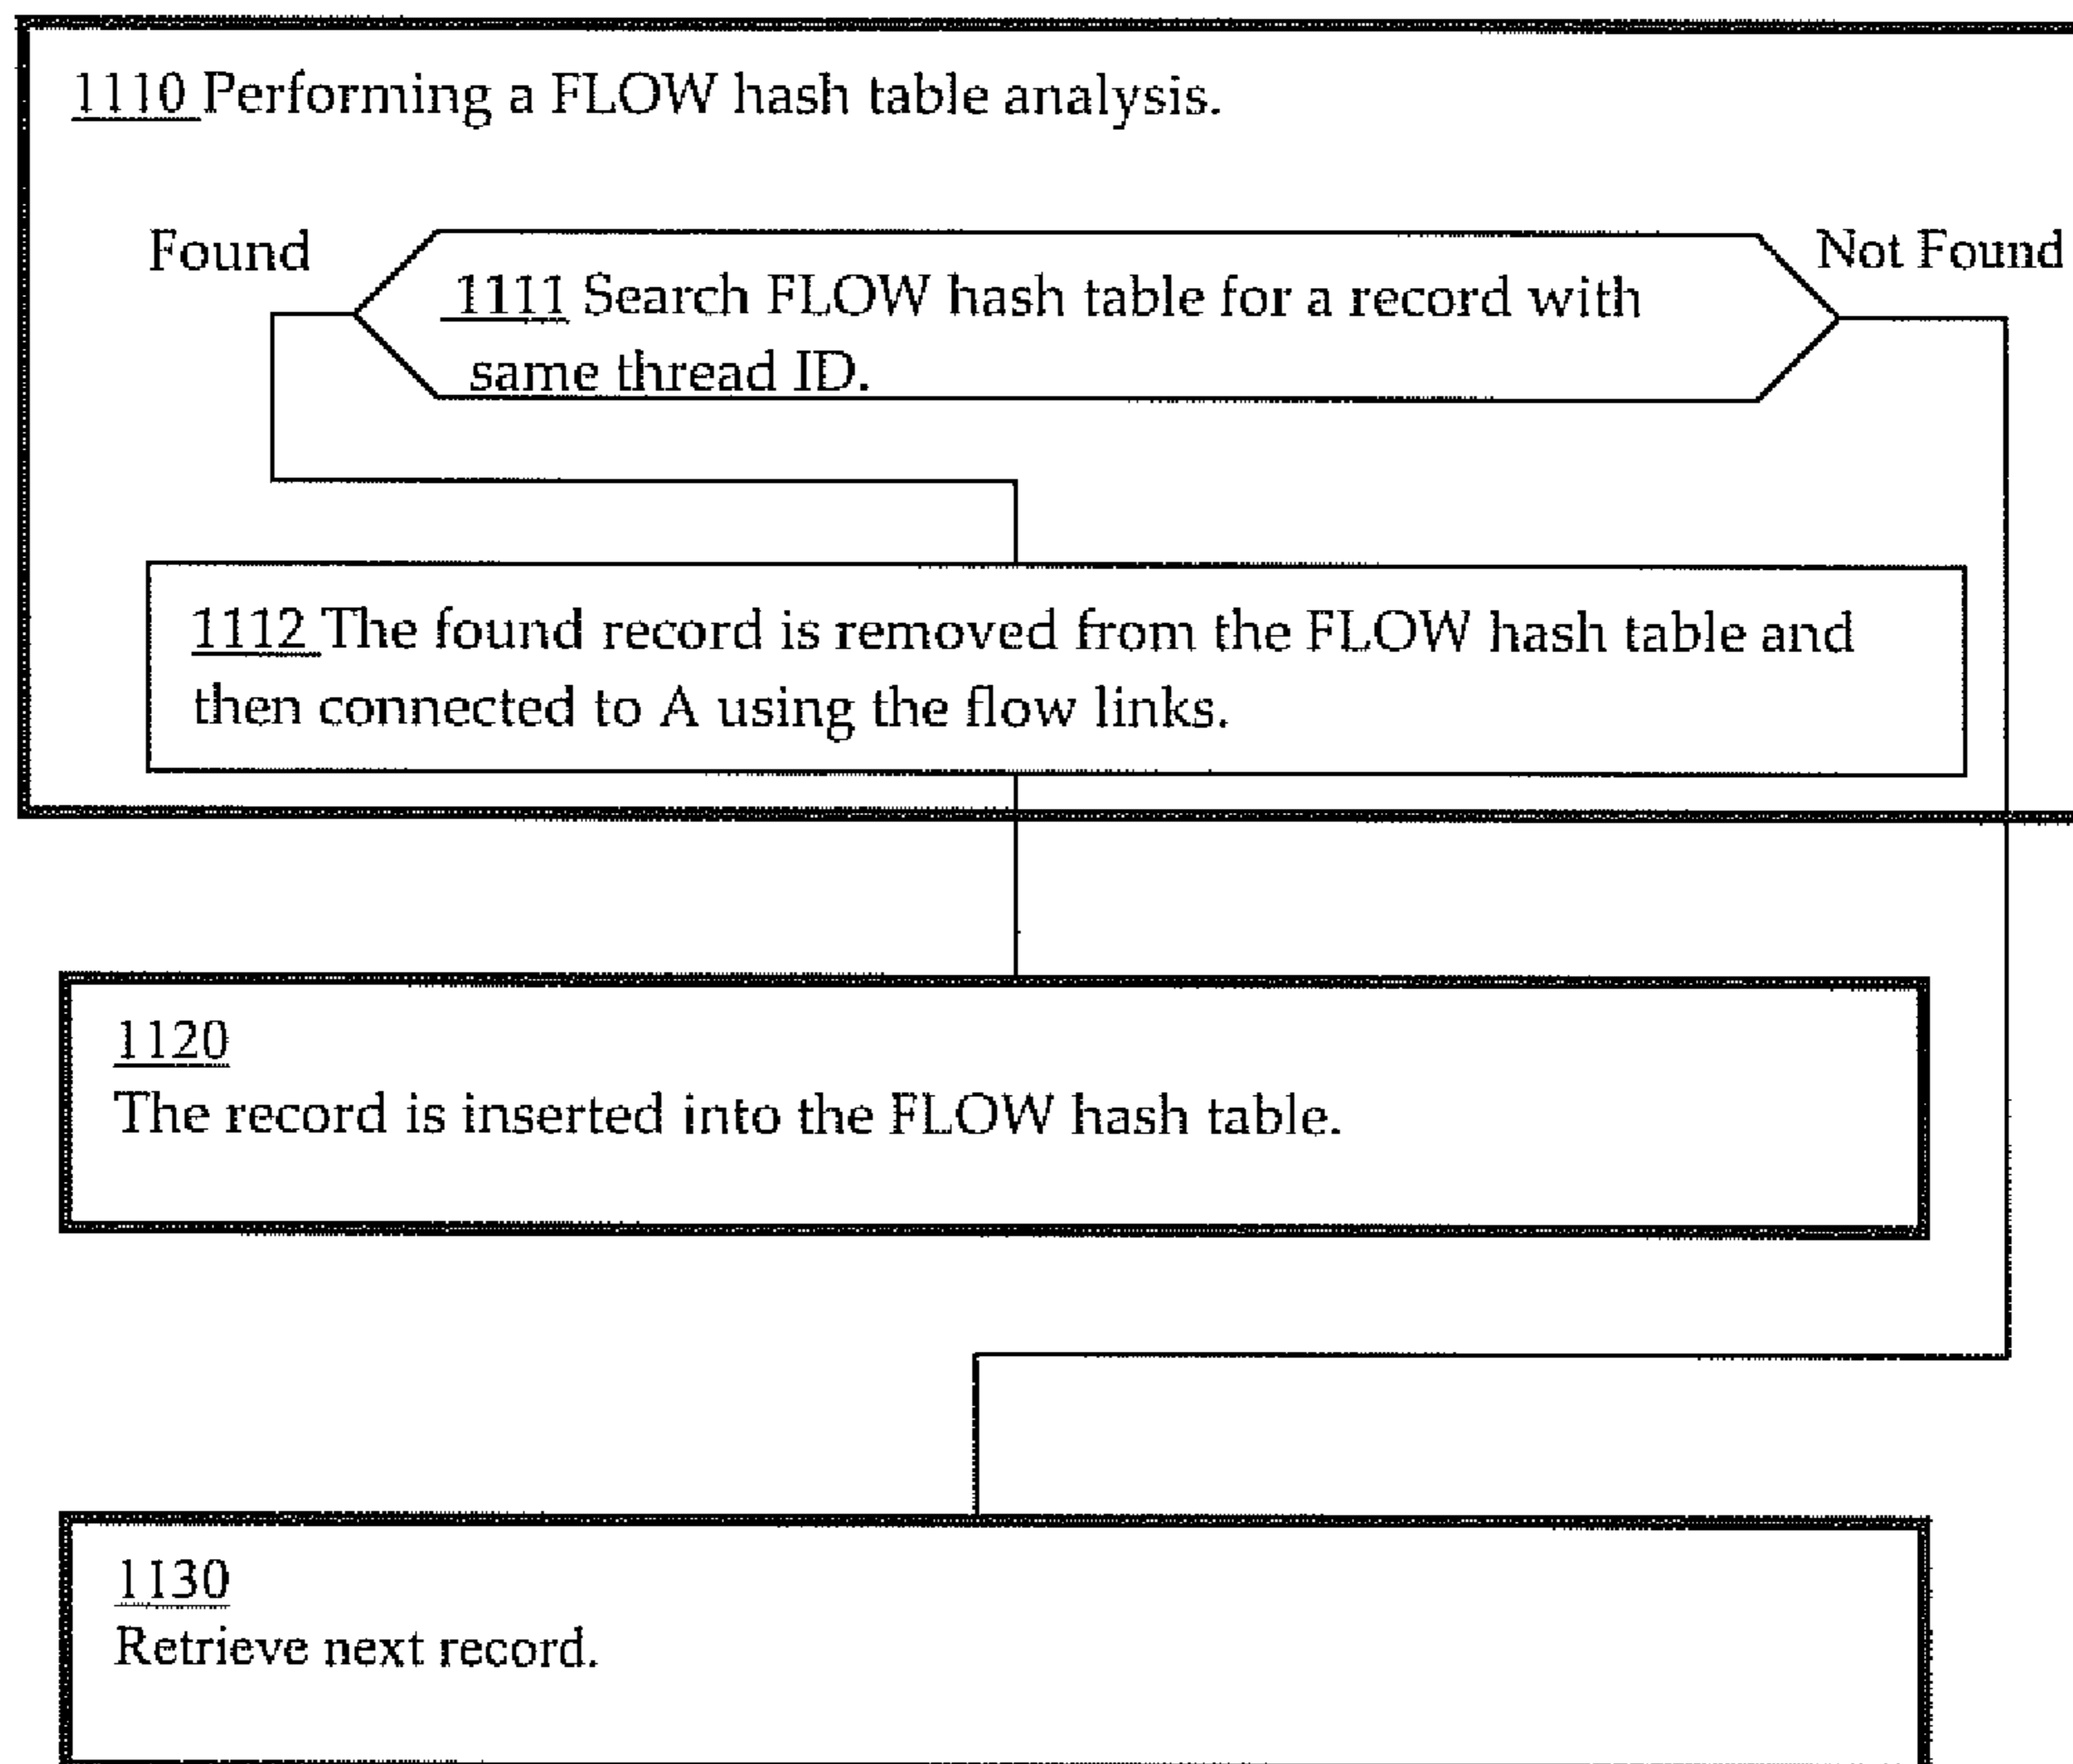 1110 Performing a FLOW hash table analysis.
Found
Not Found
1111 Search FLOW hash table for a record with
same thread ID.
1112 The found record is removed from the FLOW hash table and
then connected to A using the flow links.
1120
The record is inserted into the FLOW hash table.
1130
Retrieve next record.